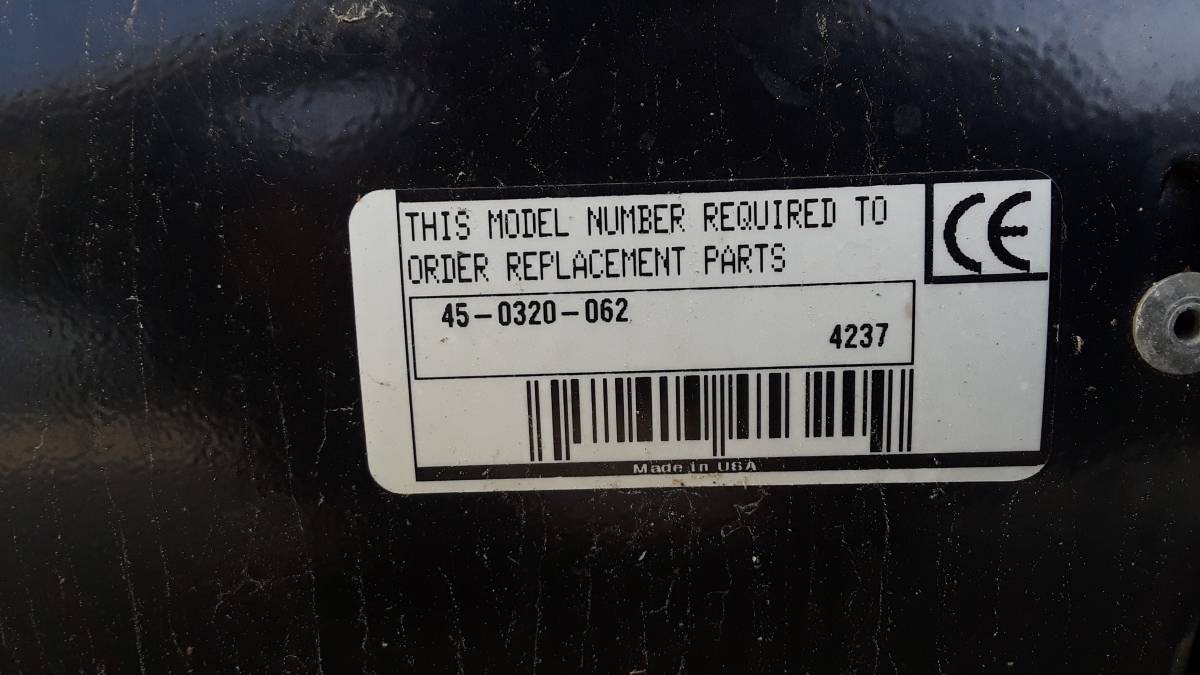 THIS MODEL NUMBER REQUIRED TO
ORDER REPLACEMENT PARTS
CE
45-0320-062
4237
Made in USA